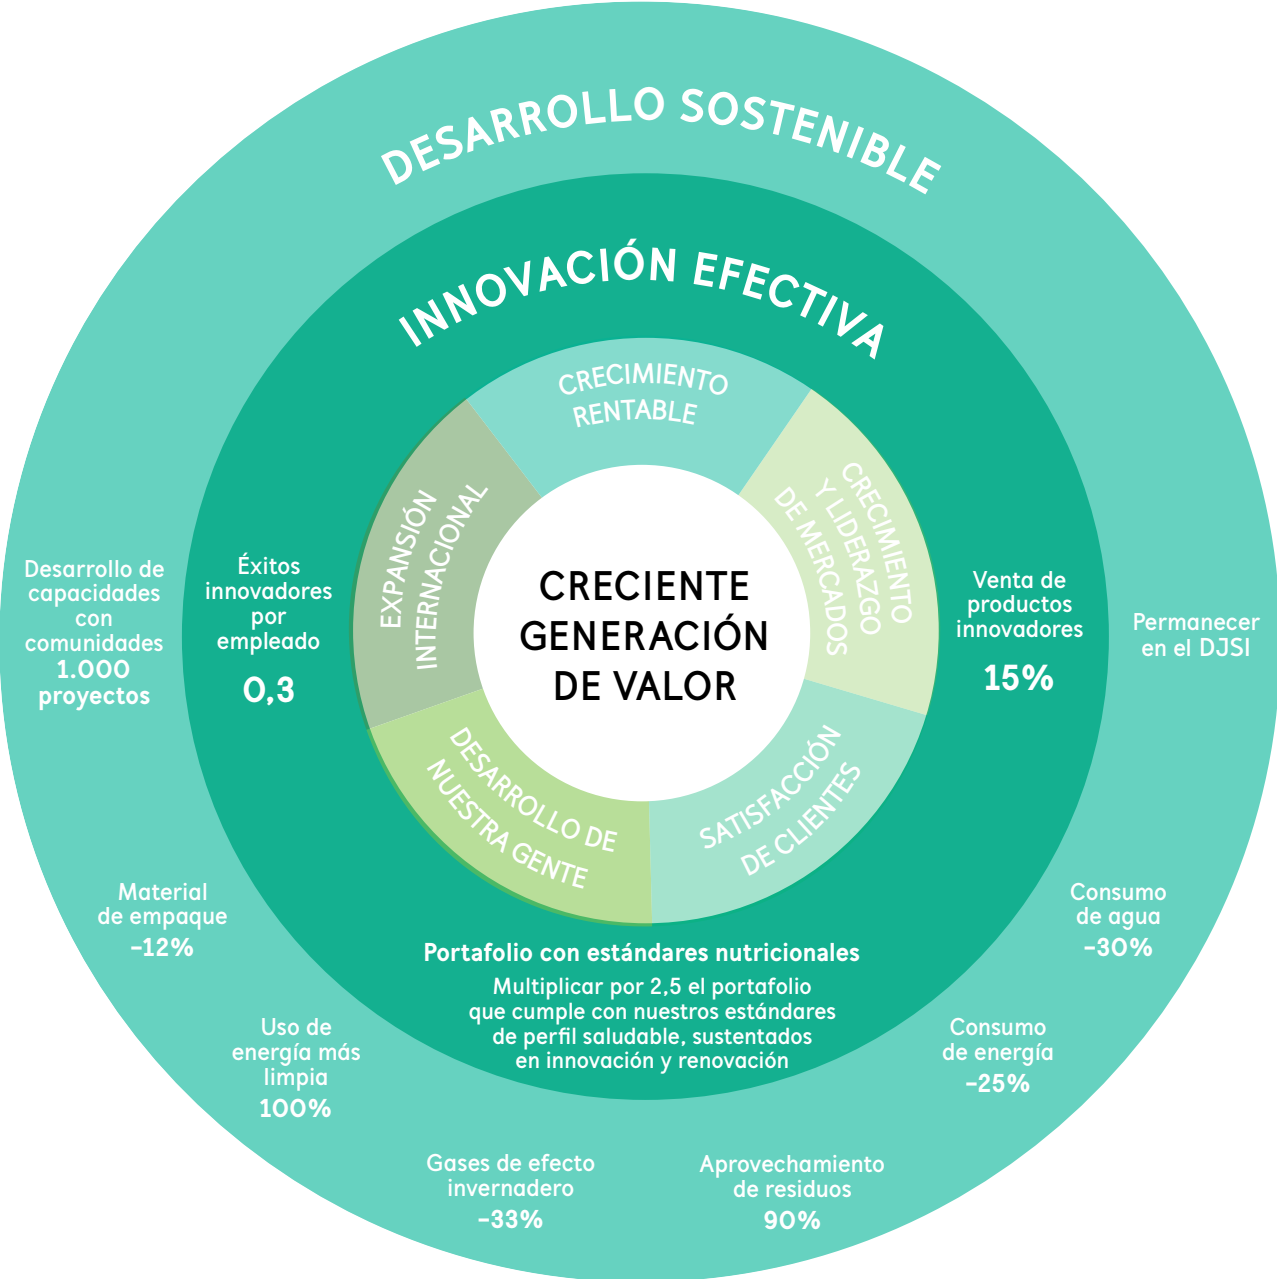 DESARROLLO SOSTENIBLE
INNOVACIÓN EFECTIVA
CRECIMIENTO
RENTABLE
CRECIMIENTO
Y LIDERAZGO
DE MERCADOS
SATISFACCIÓN
DE CLIENTES
DESARROLLO DE
NUESTRA GENTE
EXPANSIÓN
INTERNACIONAL
CRECIENTE
GENERACIÓN
DE VALOR
Éxitos
innovadores
por
empleado
0,3
Venta de
productos
innovadores
15%
Portafolio con estándares nutricionales
Multiplicar por 2,5 el portafolio
que cumple con nuestros estándares
de perfil saludable, sustentados
en innovación y renovación
Desarrollo de
capacidades
con
comunidades
1.000
proyectos
Permanecer
en el DJSI
Material
de empaque
-12%
Consumo
de agua
-30%
Uso de
energía más
limpia
100%
Consumo
de energía
-25%
Gases de efecto
invernadero
-33%
Aprovechamiento
de residuos
90%